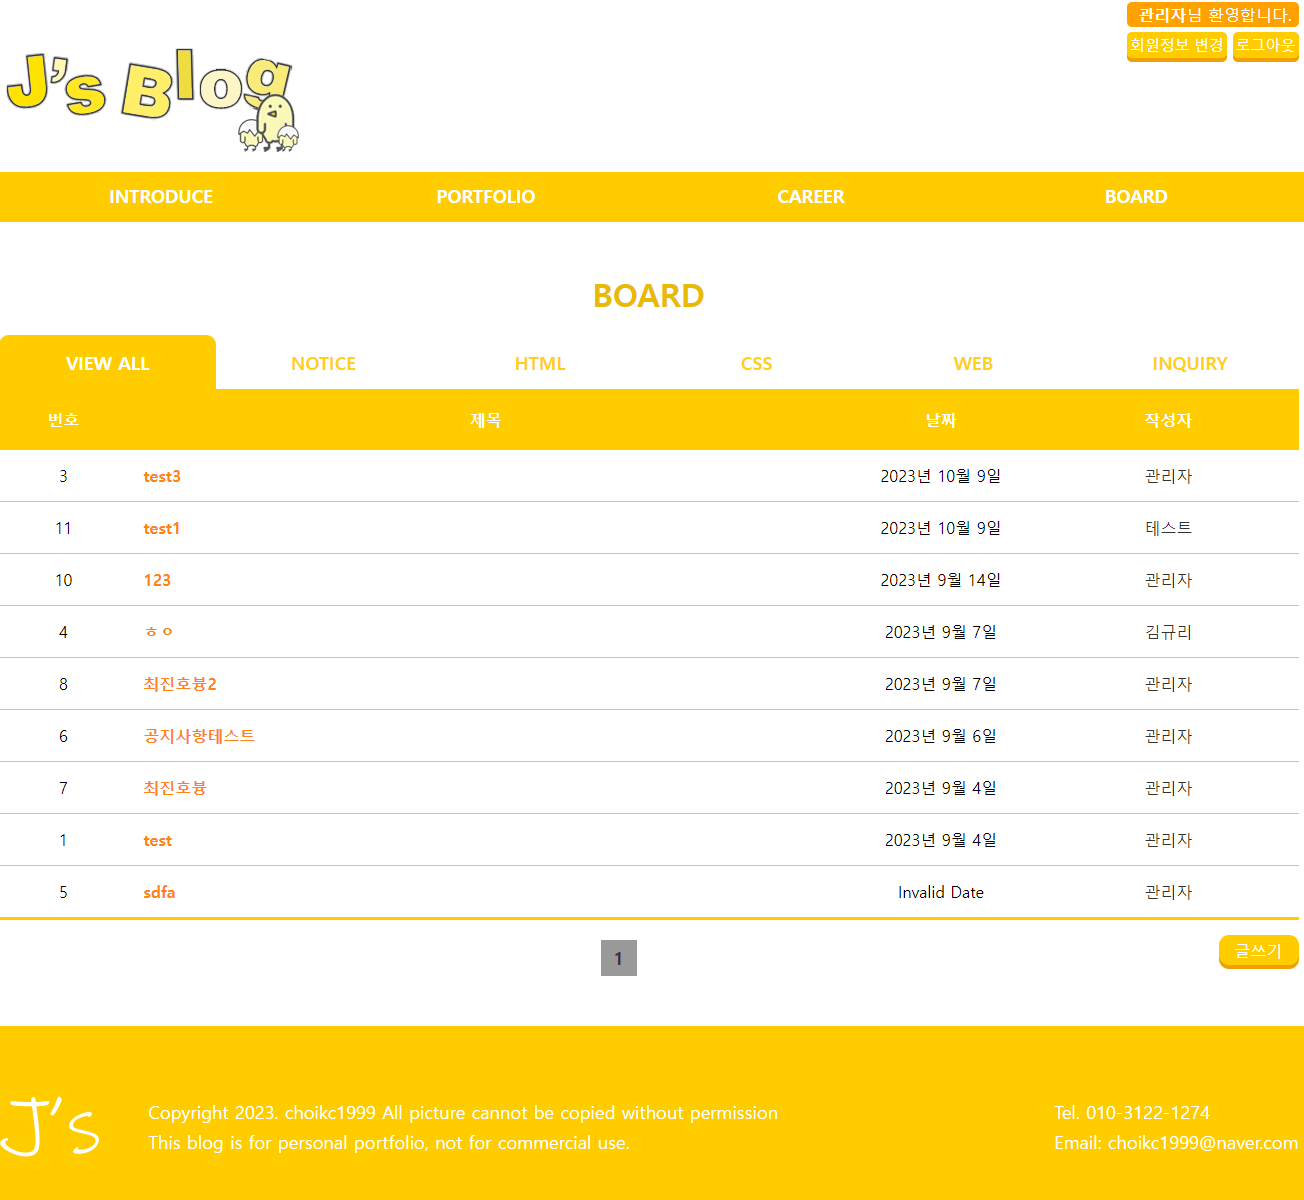 관리자님 환영합니다.
회원정보 변경 로그아웃
J's Blog
INTRODUCE PORTFOLIO CAREER BOARD
BOARD
VIEW ALL NOTICE HTML CSS WEB INQUIRY
번호 제목 날짜 작성자
3 test3 2023년 10월 9일 관리자
11 test1 2023년 10월 9일 테스트
10 123 2023년 9월 14일 관리자
4 ㅎㅇ 2023년 9월 7일 김규리
8 최진호븅2 2023년 9월 7일 관리자
6 공지사항테스트 2023년 9월 6일 관리자
7 최진호븅 2023년 9월 4일 관리자
1 test 2023년 9월 4일 관리자
5 sdfa Invalid Date 관리자
1 글쓰기
J's
Copyright 2023. choikc1999 All picture cannot be copied without permission
This blog is for personal portfolio, not for commercial use.
Tel. 010-3122-1274
Email: choikc1999@naver.com